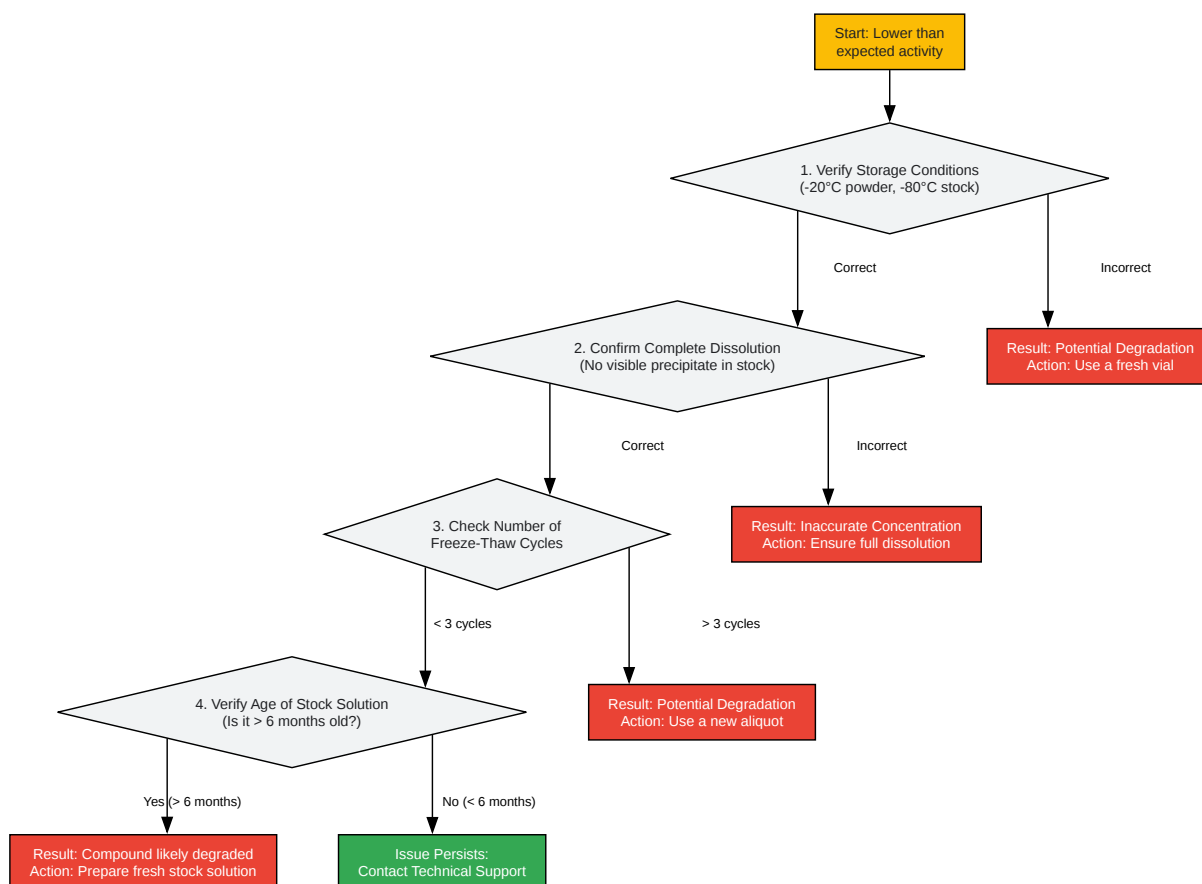 Start: Lower than
expected activity
1. Verify Storage Conditions
(-20°C powder, -80°C stock)
Correct
Incorrect
2. Confirm Complete Dissolution
(No visible precipitate in stock)
Result: Potential Degradation
Action: Use a fresh vial
Correct
Incorrect
3. Check Number of
Freeze-Thaw Cycles
Result: Inaccurate Concentration
Action: Ensure full dissolution
< 3 cycles
> 3 cycles
4. Verify Age of Stock Solution
(Is it > 6 months old?)
Result: Potential Degradation
Action: Use a new aliquot
Yes (> 6 months)
No (< 6 months)
Result: Compound likely degraded
Action: Prepare fresh stock solution
Issue Persists:
Contact Technical Support